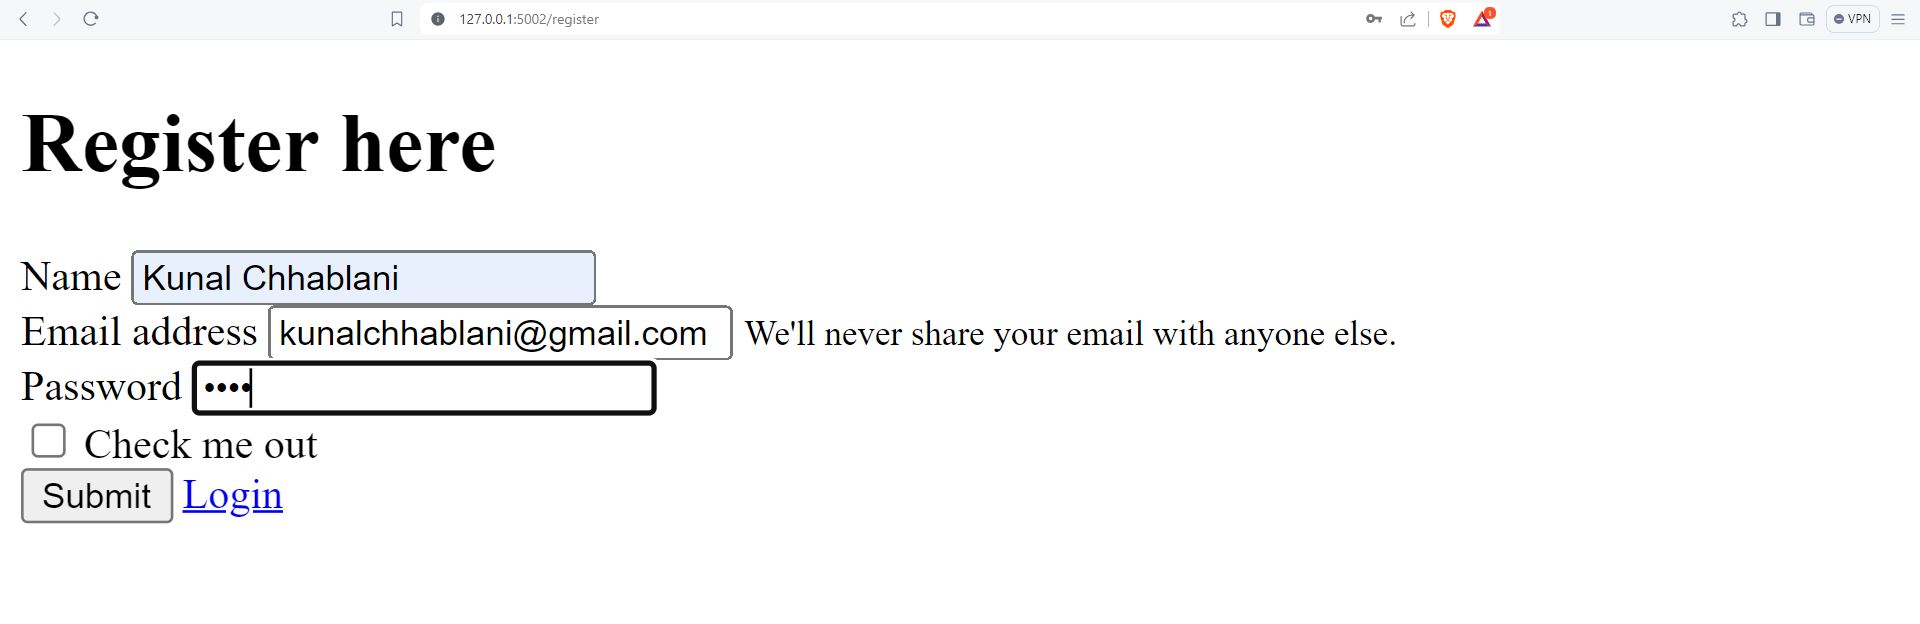 127.0.0.1:5002/register
1
VPN
Register here
Name Kunal Chhablani
Email address kunalchhablani@gmail.com We'll never share your email with anyone else.
Password ••••
Check me out
Submit Login